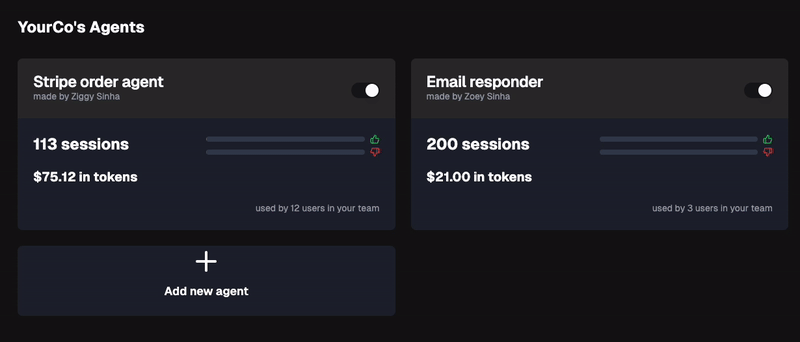 YourCo's Agents
Stripe order agent
made by Ziggy Sinha
113 sessions
$75.12 in tokens
used by 12 users in your team
Email responder
made by Zoey Sinha
200 sessions
$21.00 in tokens
used by 3 users in your team
Add new agent